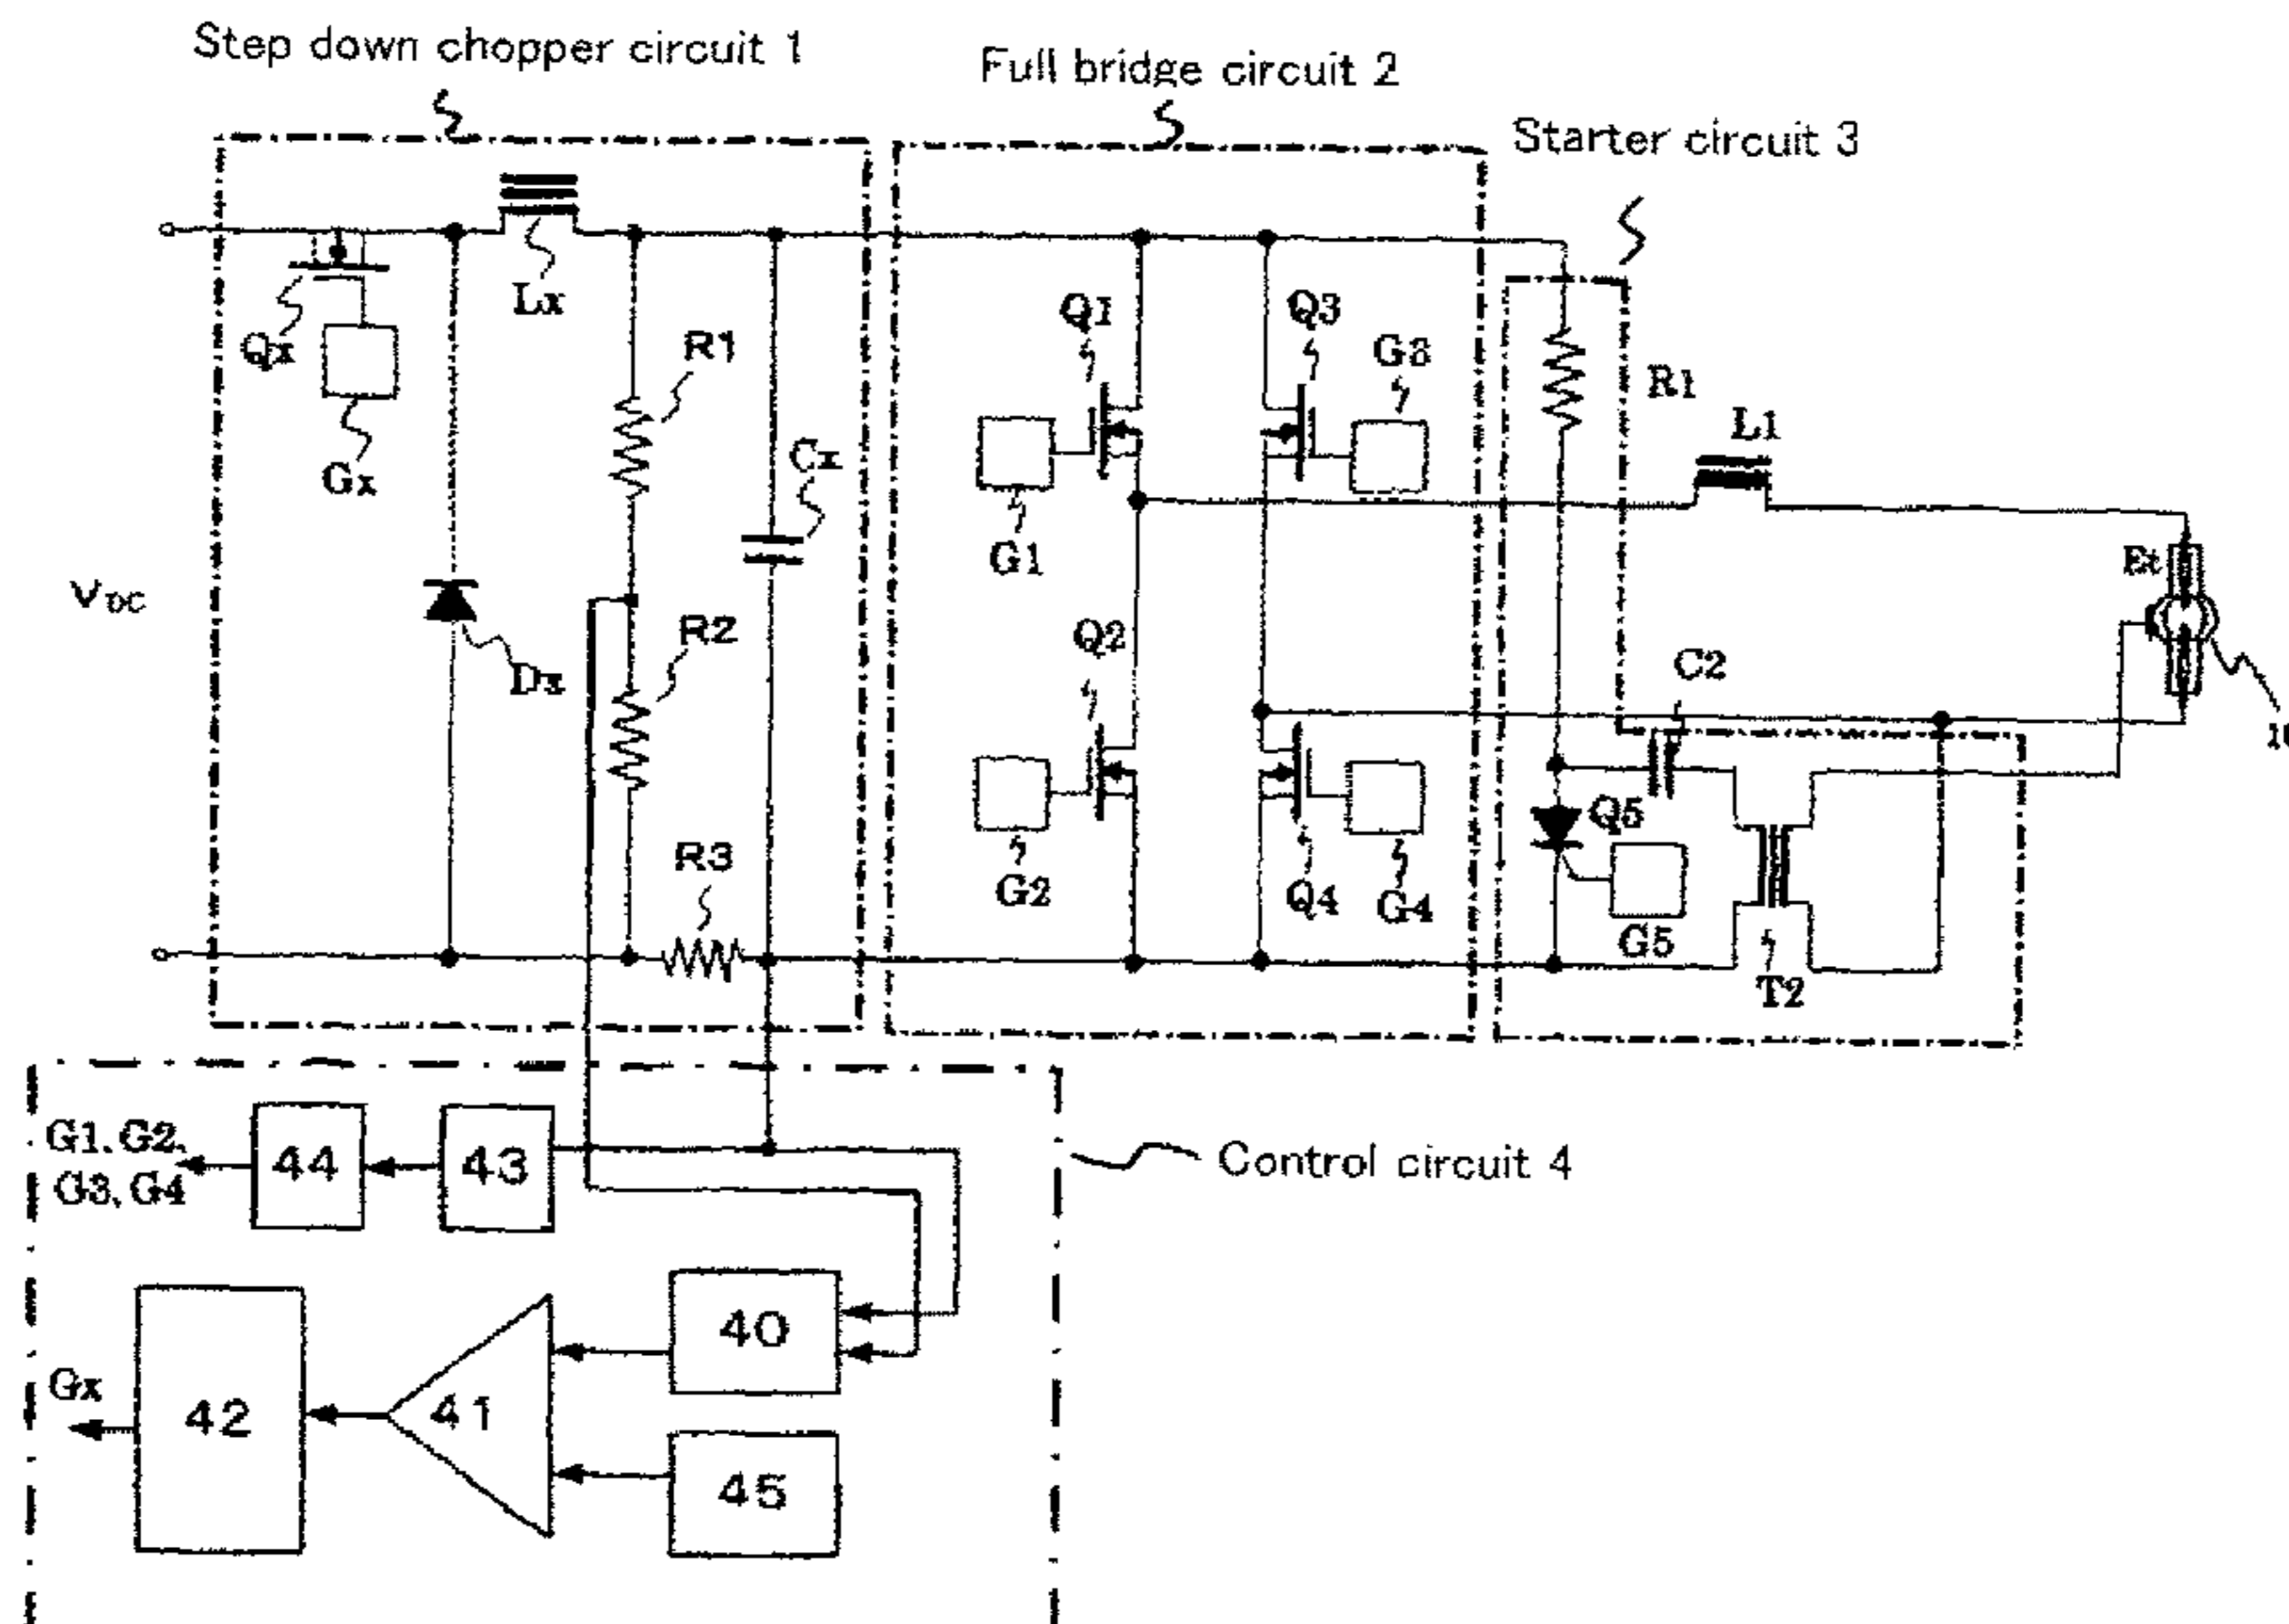 Step down chopper circuit 1
Full bridge circuit 2
Starter circuit 3
Lx
Qx
Gx
R1
Cx
VDC
Dx
R2
R3
Q1
Q3
G3
G1
Q2
G2
Q4
G4
R1
L1
Et
C2
Q5
G5
T2
G1, G2,
G3, G4
44
43
Control circuit 4
40
Gx
42
41
45